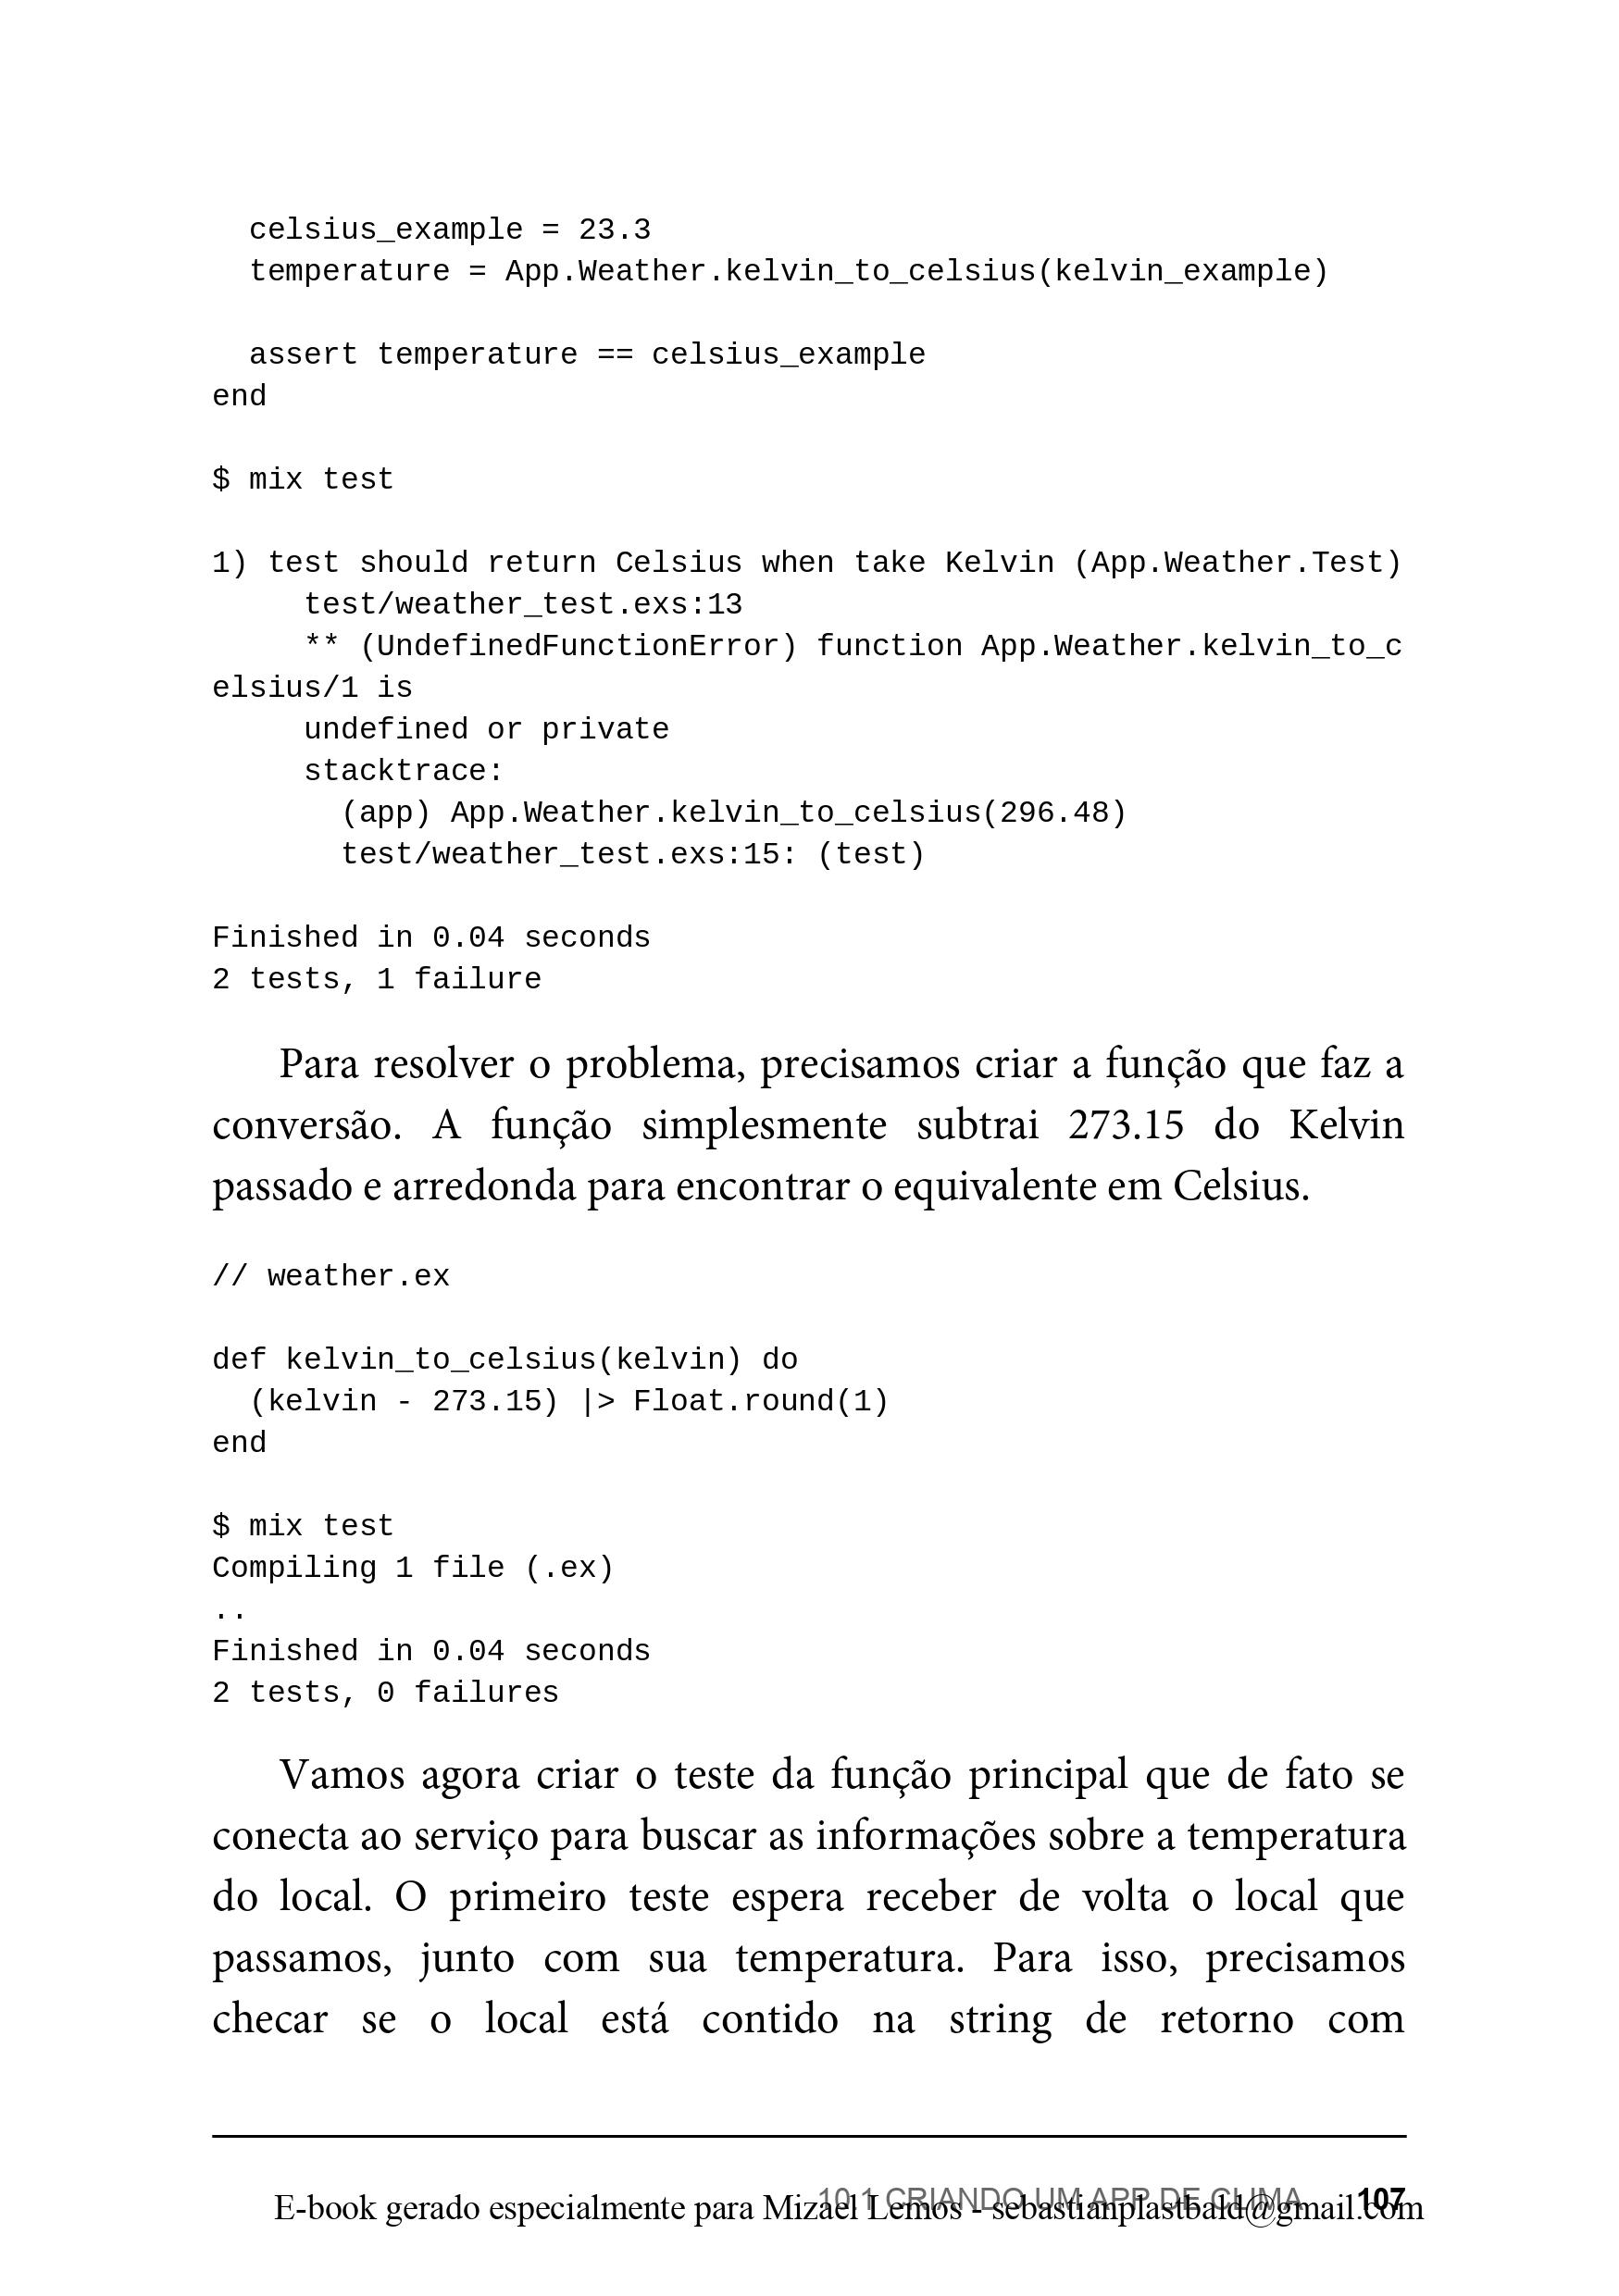 celsius_example = 23.3
temperature = App.Weather.kelvin_to_celsius(kelvin_example)
assert temperature == celsius_example
end
$ mix test
1) test should return Celsius when take Kelvin (App.Weather.Test)
test/weather_test.exs:13
** (UndefinedFunctionError) function App.Weather.kelvin_to_c
elsius/1 is
undefined or private
stacktrace:
(app) App.Weather.kelvin_to_celsius(296.48)
test/weather_test.exs:15: (test)
Finished in 0.04 seconds
2 tests, 1 failure
Para resolver o problema, precisamos criar a função que faz a
conversão. A função simplesmente subtrai 273.15 do Kelvin
passado e arredonda para encontrar o equivalente em Celsius.
// weather.ex
def kelvin_to_celsius(kelvin) do
(kelvin - 273.15) |> Float.round(1)
end
$ mix test
Compiling 1 file (.ex)
..
Finished in 0.04 seconds
2 tests, 0 failures
Vamos agora criar o teste da função principal que de fato se
conecta ao serviço para buscar as informações sobre a temperatura
do local. O primeiro teste espera receber de volta o local que
passamos, junto com sua temperatura. Para isso, precisamos
checar se o local está contido na string de retorno com
10.1 CRIANDO UM APP DE CLIMA 107
E-book gerado especialmente para Mizael Lemos - sebastianplastbald@gmail.com